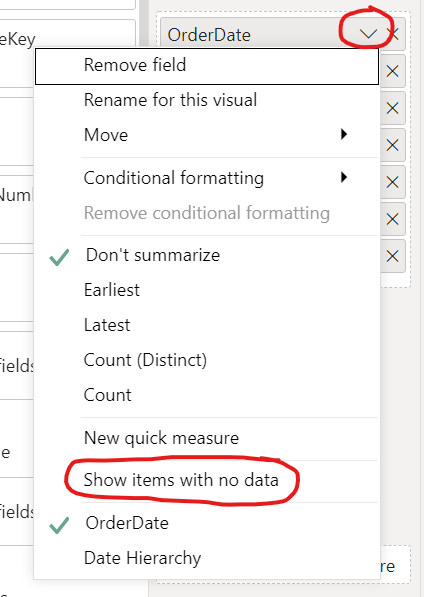 eKey
OrderDate
Remove field
Rename for this visual
Move
Conditional formatting
Numl
Remove conditional formatting
Don't summarize
Earliest
Latest
Count (Distinct)
fields
Count
New quick measure
e
Show items with no data
fields
OrderDate
Date Hierarchy
re
s